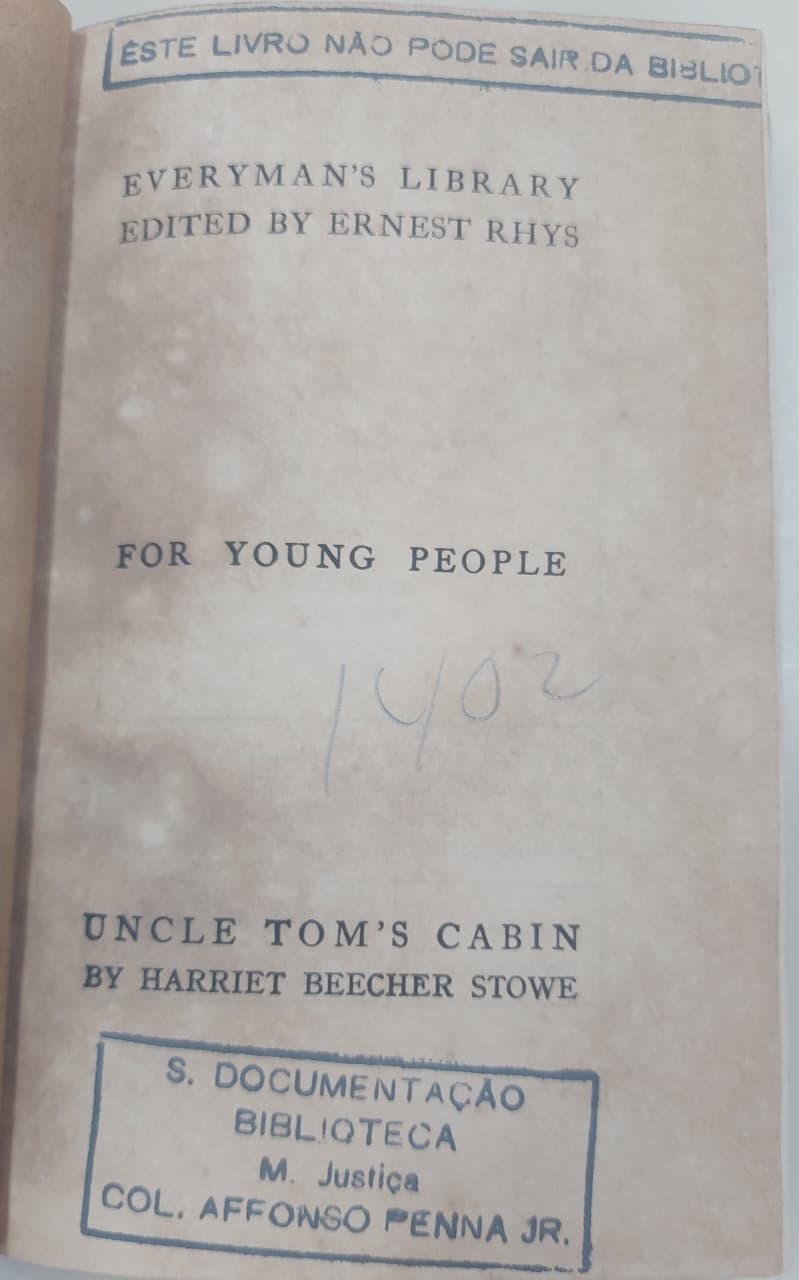 ESTE LIVRO NÃO PODE SAIR DA BIBLIOT
EVERYMAN'S LIBRARY
EDITED BY ERNEST RHYS
FOR YOUNG PEOPLE
1402
UNCLE TOM'S CABIN
BY HARRIET BEECHER STOWE
S. DOCUMENTAÇÃO
BIBLIOTECA
M. Justiça
COL. AFFONSO PENNA JR.